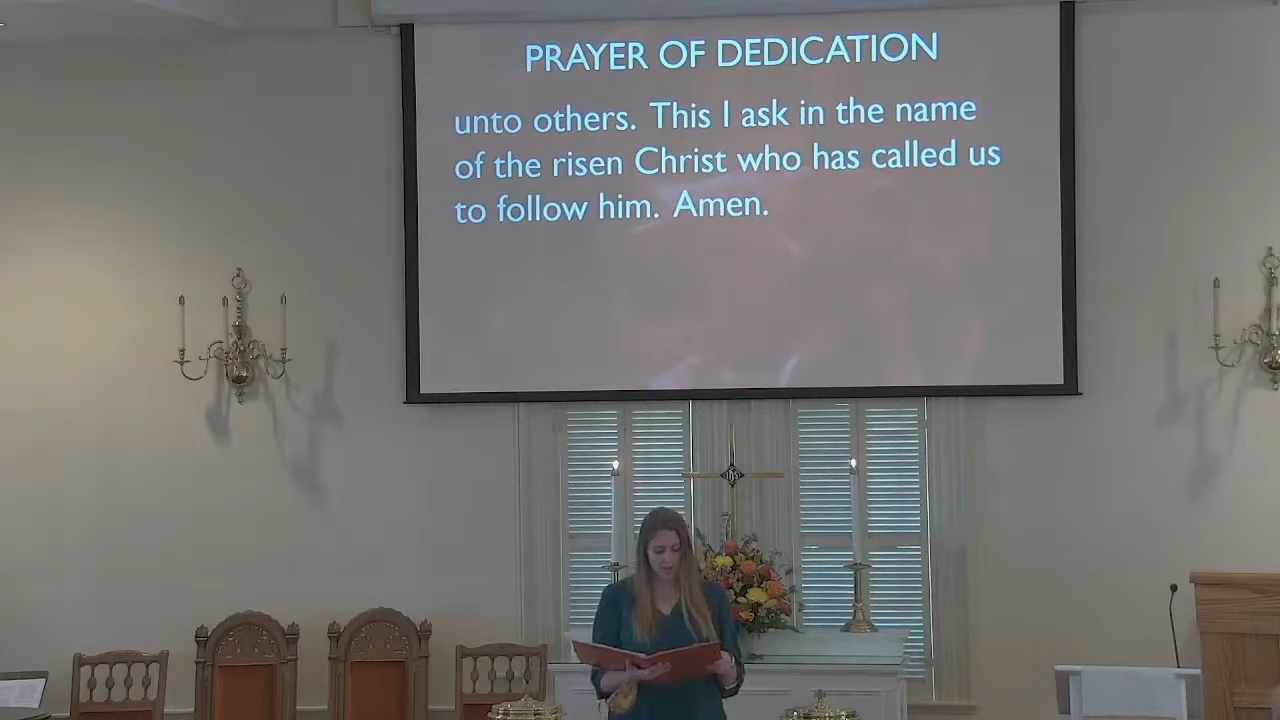 PRAYER OF DEDICATION
unto others. This I ask in the name
of the risen Christ who has called us
to follow him. Amen.